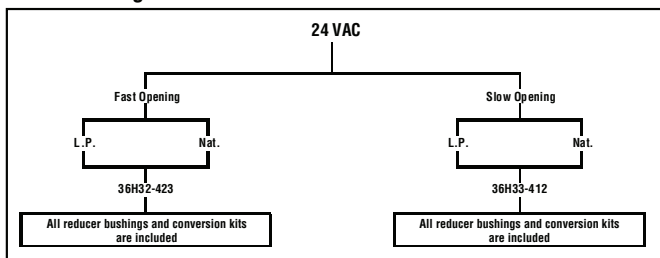 24 VAC
Fast Opening
Slow Opening
L.P.
Nat.
L.P.
Nat.
36H32-423
36H33-412
All reducer bushings and conversion kits
are included
All reducer bushings and conversion kits
are included